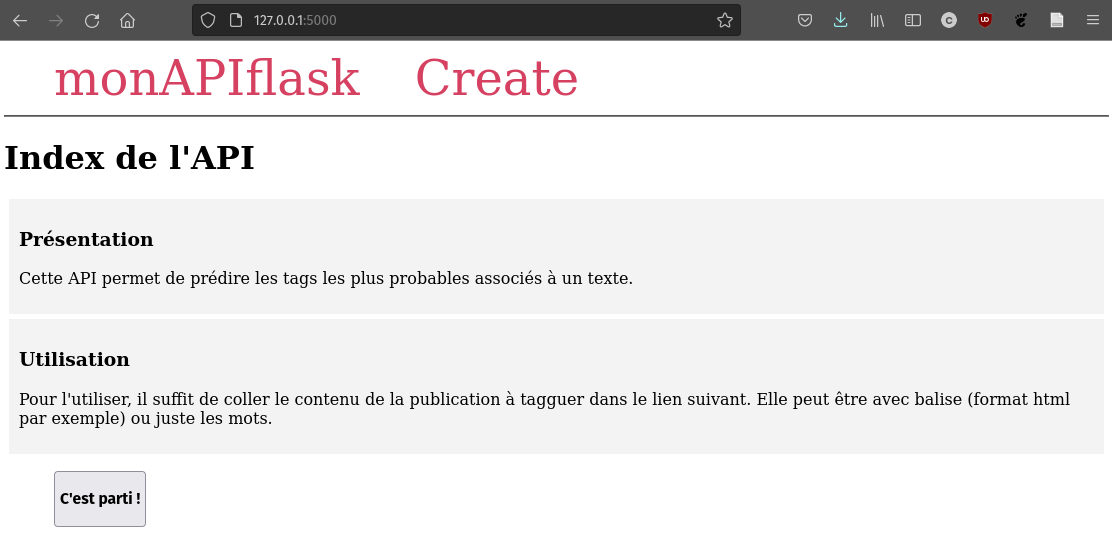 127.0.0.1:5000
monAPIflask Create
Index de l'API
Présentation
Cette API permet de prédire les tags les plus probables associés à un texte.
Utilisation
Pour l'utiliser, il suffit de coller le contenu de la publication à tagguer dans le lien suivant. Elle peut être avec balise (format html
par exemple) ou juste les mots.
C'est parti !